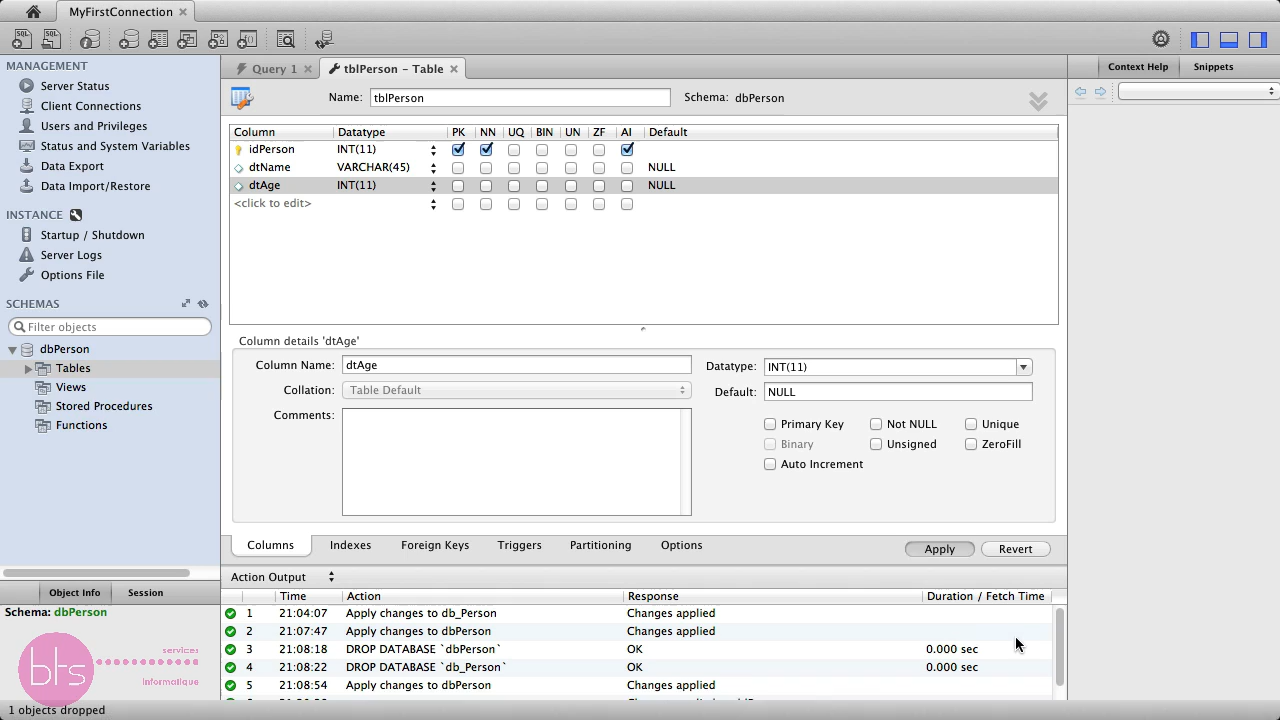 MyFirstConnection
MANAGEMENT
Server Status
Client Connections
Users and Privileges
Status and System Variables
Data Export
Data Import/Restore
INSTANCE
Startup / Shutdown
Server Logs
Options File
SCHEMAS
Filter objects
dbPerson
Tables
Views
Stored Procedures
Functions
Object Info Session
Schema: dbPerson
services
bts
informatique
1 objects dropped
Query 1 tblPerson - Table
Name: tblPerson Schema: dbPerson
Column Datatype PK NN UQ BIN UN ZF AI Default
idPerson INT(11)
dtName VARCHAR(45) NULL
dtAge INT(11) NULL
<click to edit>
Column details 'dtAge'
Column Name: dtAge Datatype: INT(11)
Collation: Table Default Default: NULL
Comments:
Primary Key Not NULL Unique
Binary Unsigned ZeroFill
Auto Increment
Columns Indexes Foreign Keys Triggers Partitioning Options Apply Revert
Action Output
Time Action Response Duration / Fetch Time
1 21:04:07 Apply changes to db_Person Changes applied
2 21:07:47 Apply changes to dbPerson Changes applied
3 21:08:18 DROP DATABASE `dbPerson` OK 0.000 sec
4 21:08:22 DROP DATABASE `db_Person` OK 0.000 sec
5 21:08:54 Apply changes to dbPerson Changes applied
Context Help Snippets